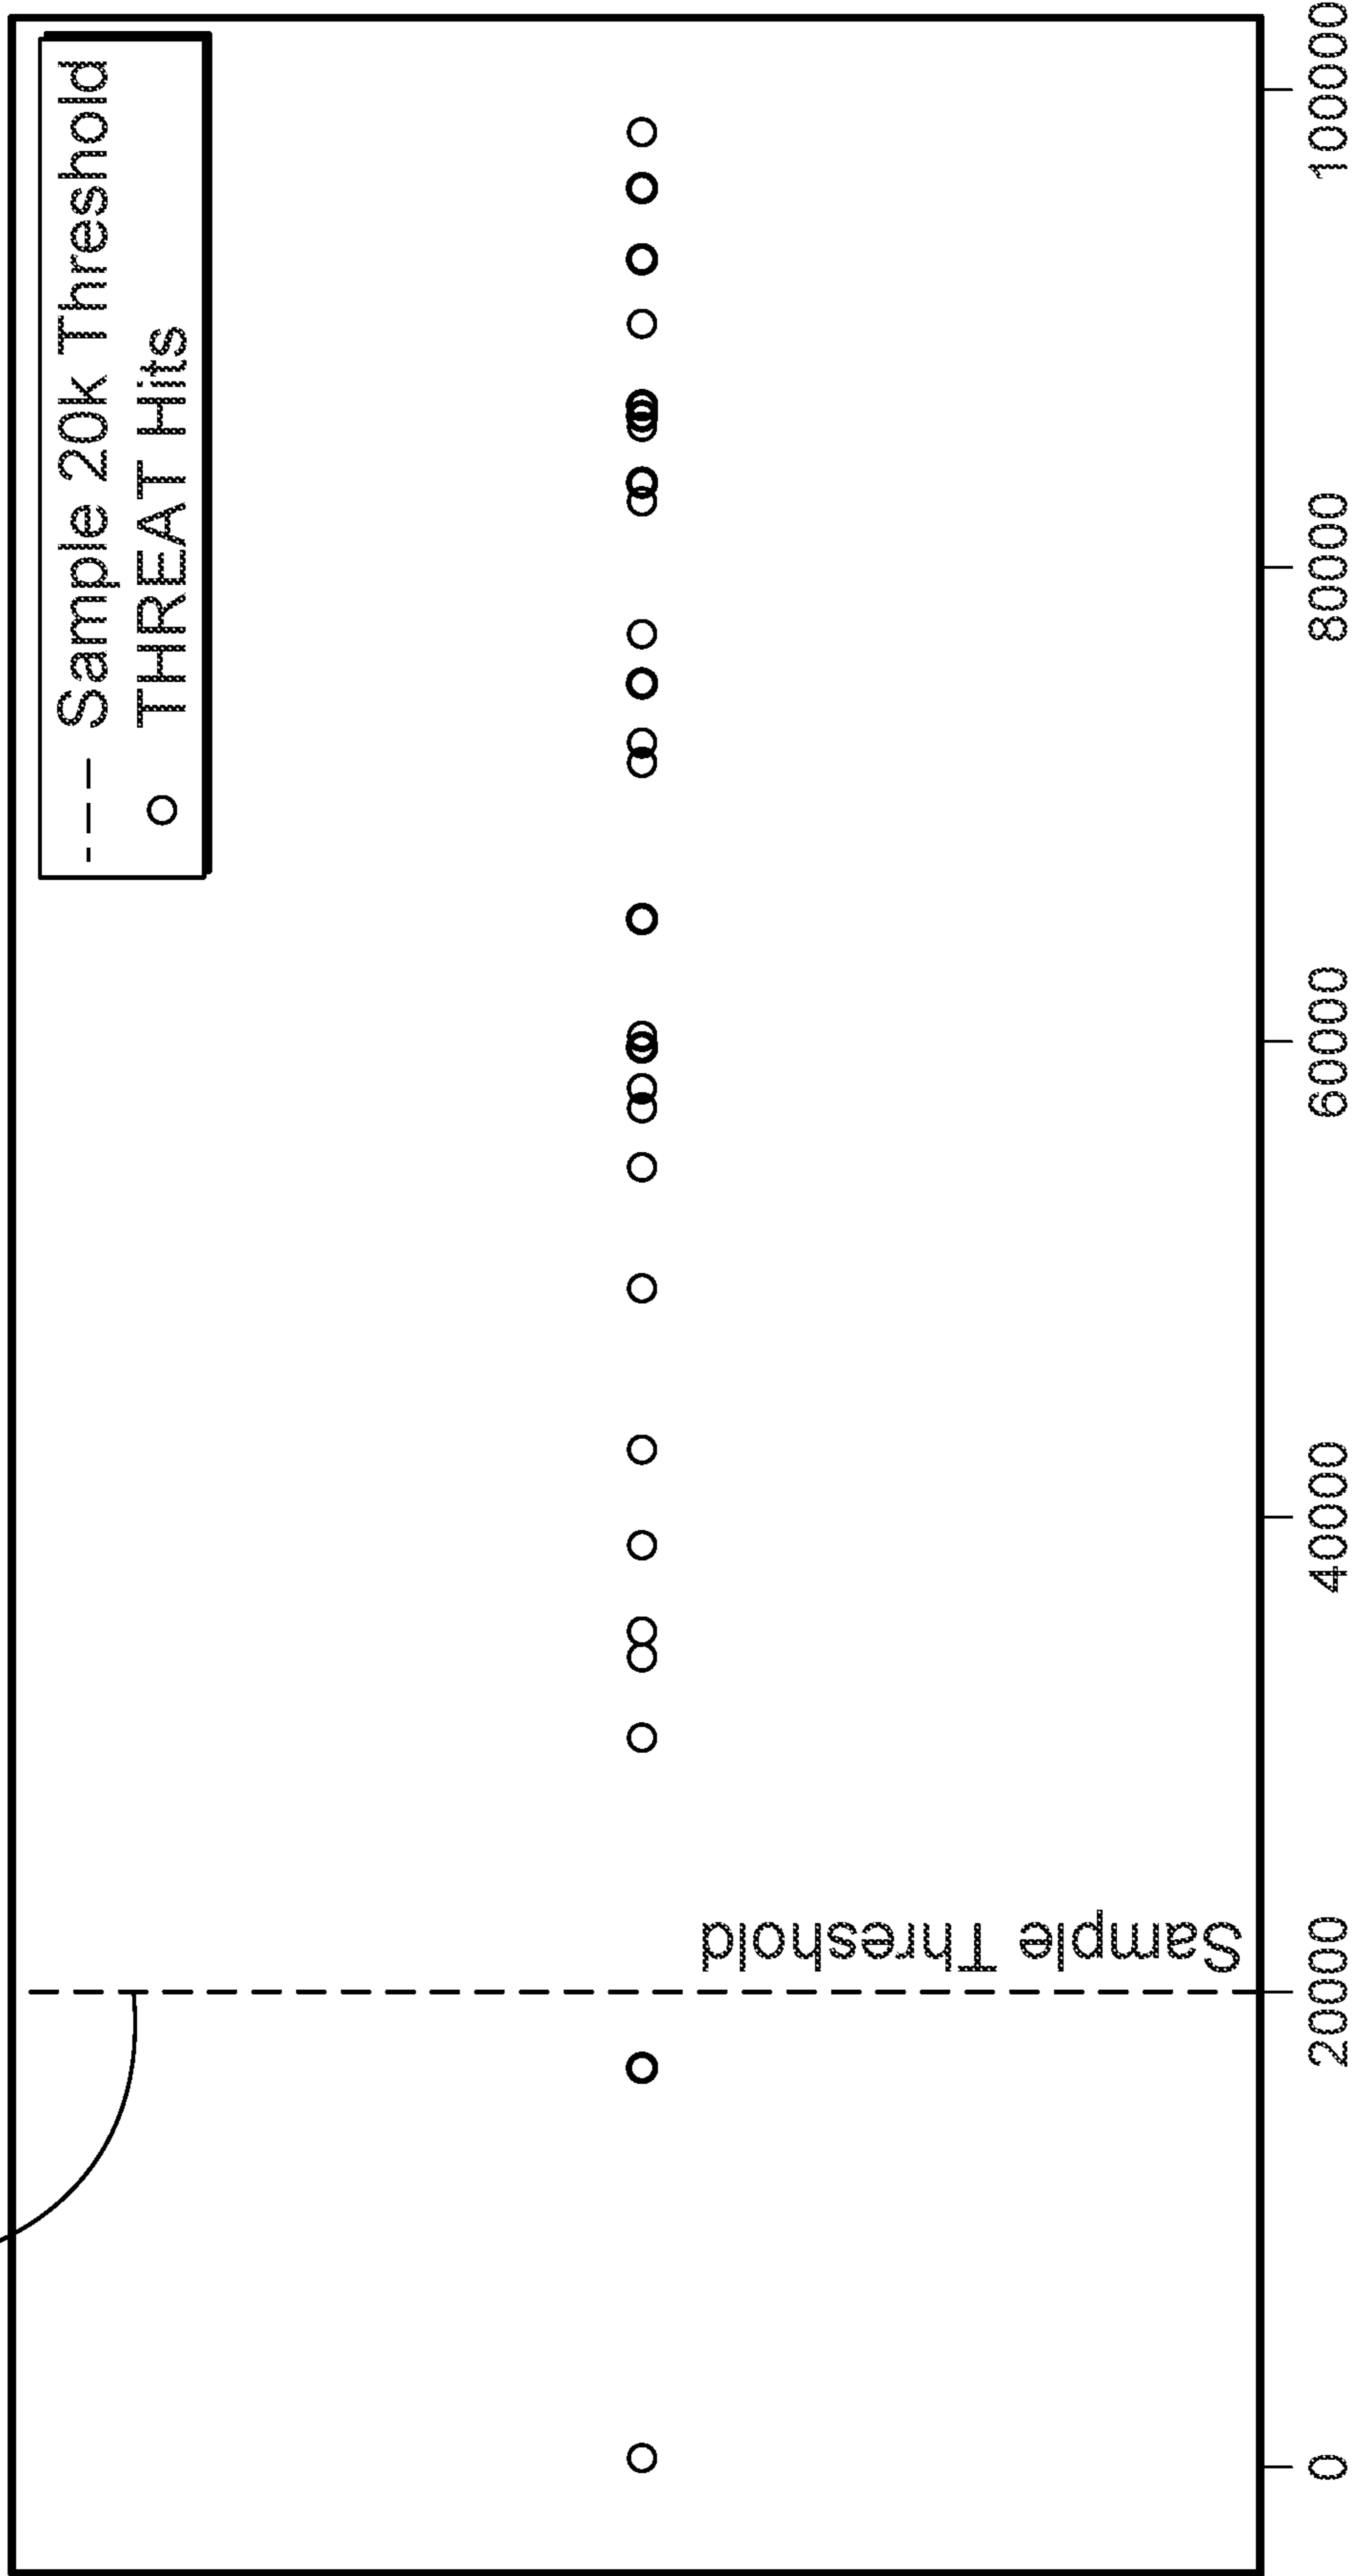 Sample 20k Threshold
THREAT Hits
Sample Threshold
0
20000
40000
60000
80000
100000